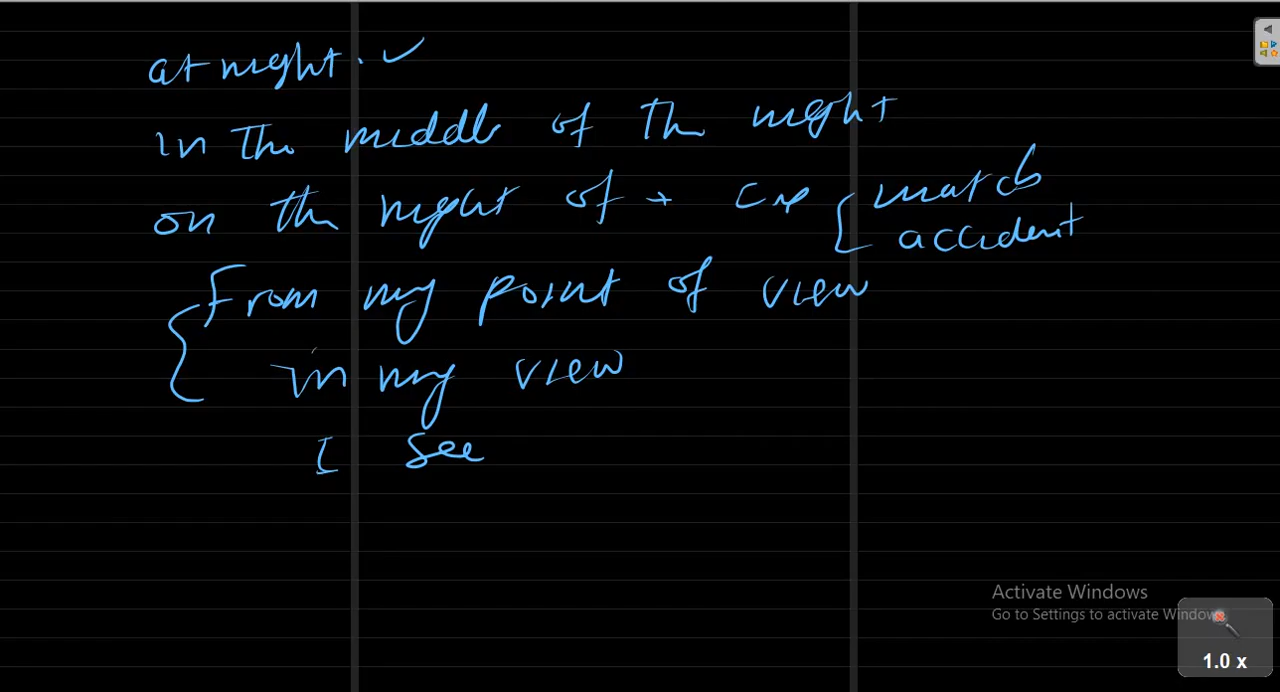 at night. ✓
in the middle of the night
on the night of + exp { match
accident
{ from my point of view
in my view
I see
Activate Windows
Go to Settings to activate Windows
1.0 x